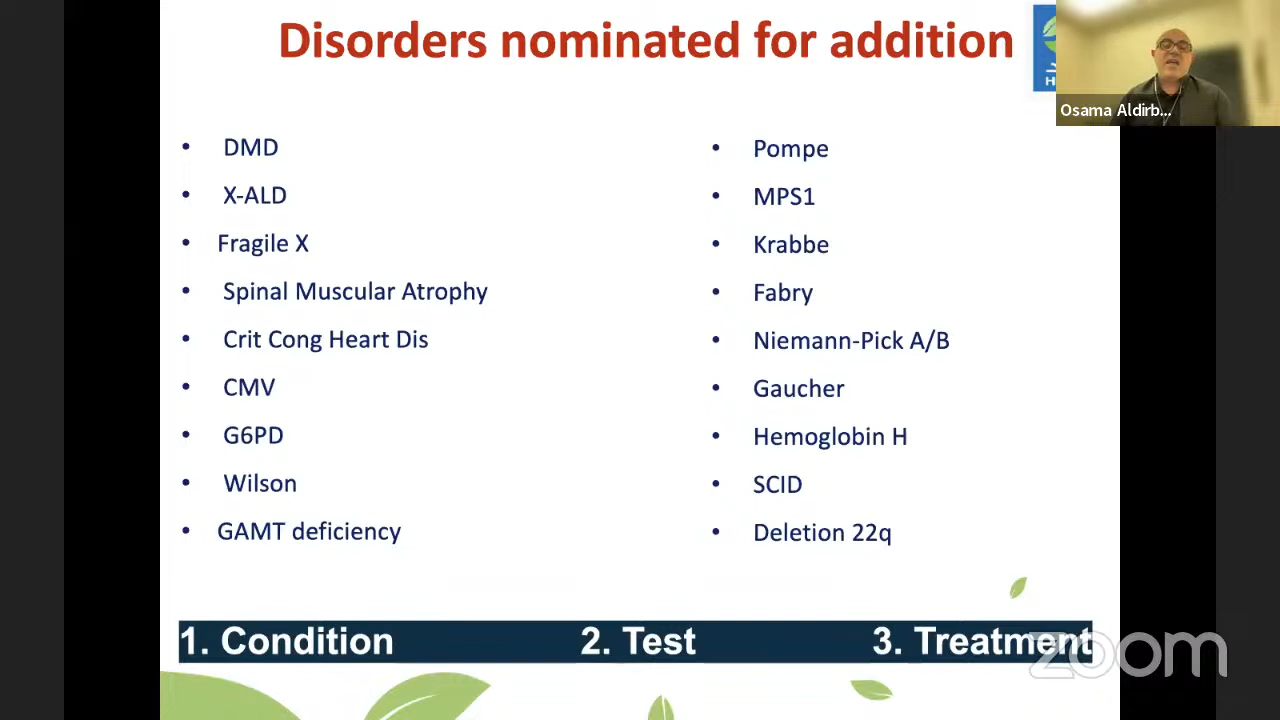 Disorders nominated for addition
H
Osama Aldirb...
• DMD
• X-ALD
• Fragile X
• Spinal Muscular Atrophy
• Crit Cong Heart Dis
• CMV
• G6PD
• Wilson
• GAMT deficiency
• Pompe
• MPS1
• Krabbe
• Fabry
• Niemann-Pick A/B
• Gaucher
• Hemoglobin H
• SCID
• Deletion 22q
1. Condition 2. Test 3. Treatment
zoom